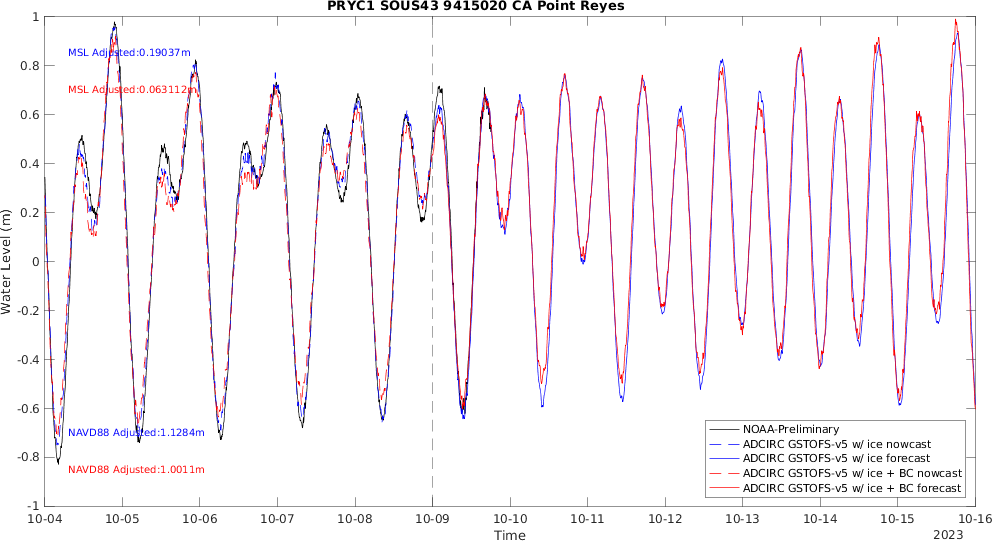 PRYC1 SOUS43 9415020 CA Point Reyes
MSL Adjusted:0.19037m
MSL Adjusted:0.063112m
NAVD88 Adjusted:1.1284m
NAVD88 Adjusted:1.0011m
Water Level (m)
1
0.8
0.6
0.4
0.2
0
-0.2
-0.4
-0.6
-0.8
-1
NOAA-Preliminary
ADCIRC GSTOFS-v5 w/ ice nowcast
ADCIRC GSTOFS-v5 w/ ice forecast
ADCIRC GSTOFS-v5 w/ ice + BC nowcast
ADCIRC GSTOFS-v5 w/ ice + BC forecast
10-04 10-05 10-06 10-07 10-08 10-09 10-10 10-11 10-12 10-13 10-14 10-15 10-16
Time
2023